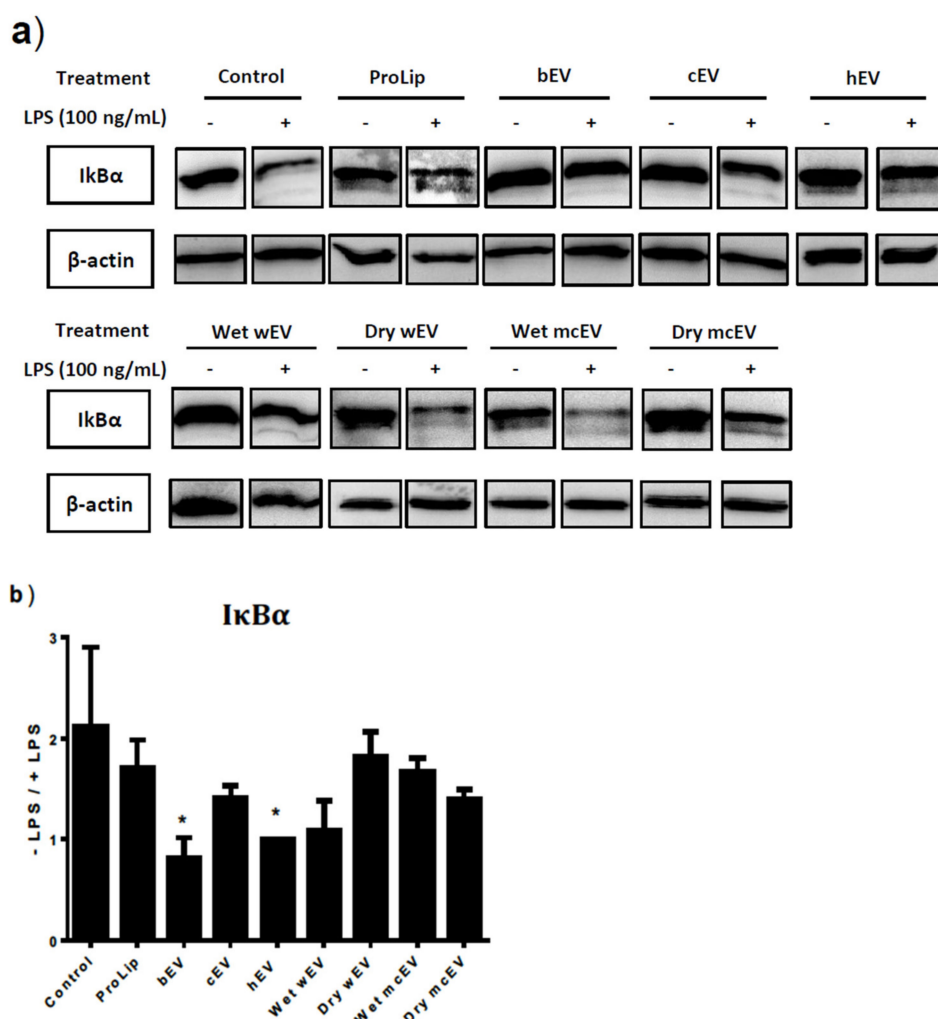 a)
Treatment Control ProLip bEV cEV hEV
LPS (100 ng/mL) - + - + - + - + - +
IkBα
β-actin
Treatment Wet wEV Dry wEV Wet mcEV Dry mcEV
LPS (100 ng/mL) - + - + - + - +
IkBα
β-actin
b)
IκBα
- LPS / + LPS
3
2
1
0
* *
Control ProLip bEV cEV hEV Wet wEV Dry wEV Wet mcEV Dry mcEV